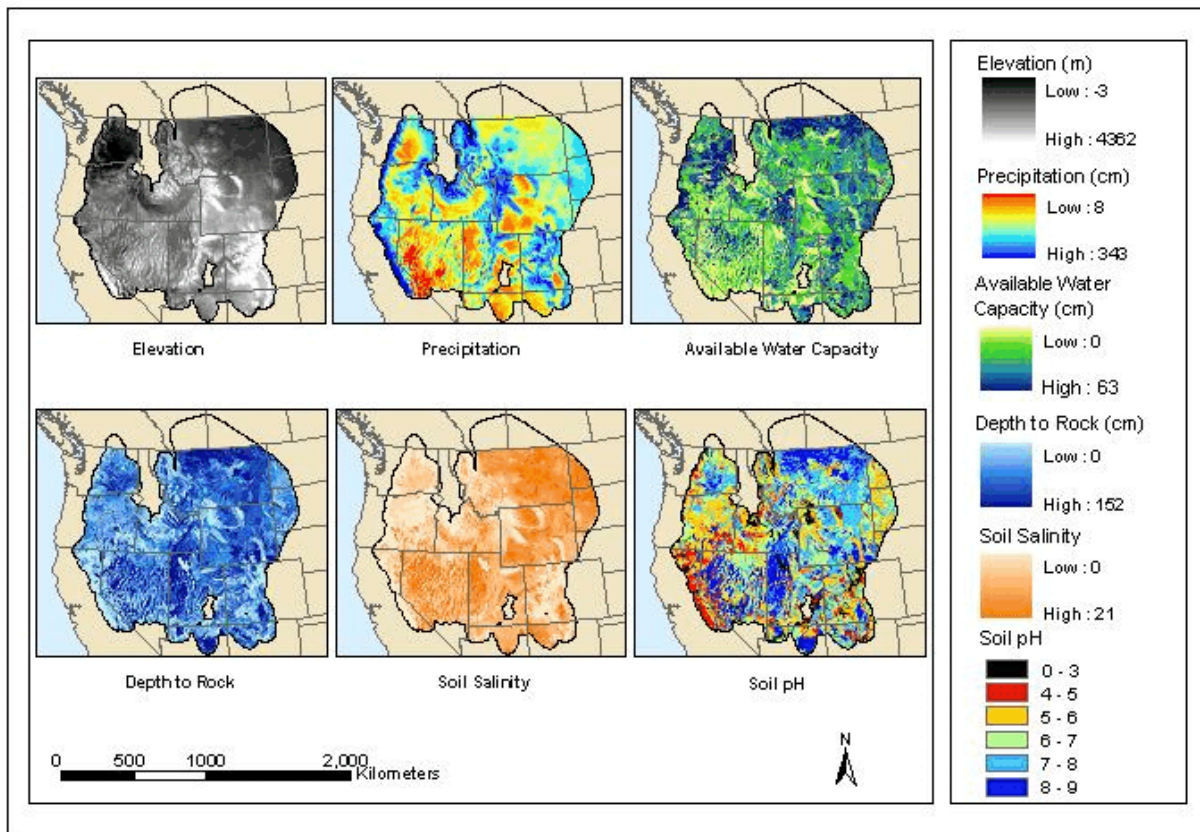 Elevation
Precipitation
Available Water Capacity
Depth to Rock
Soil Salinity
Soil pH
0 500 1000 2,000
Kilometers
N
Elevation (m)
Low : -3
High : 4362
Precipitation (cm)
Low : 8
High : 343
Available Water
Capacity (cm)
Low : 0
High : 63
Depth to Rock (cm)
Low : 0
High : 152
Soil Salinity
Low : 0
High : 21
Soil pH
0 - 3
4 - 5
5 - 6
6 - 7
7 - 8
8 - 9